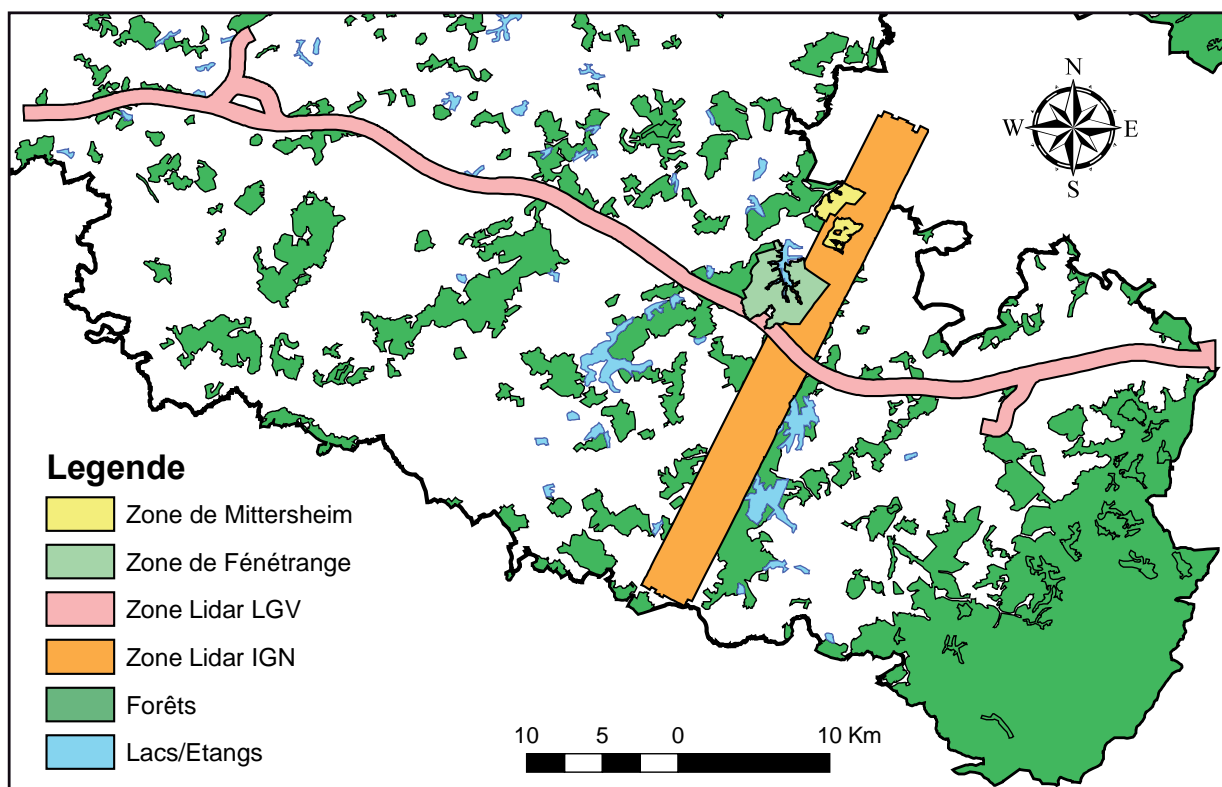 N
W E
S
Legende
Zone de Mittersheim
Zone de Fénétrange
Zone Lidar LGV
Zone Lidar IGN
Forêts
Lacs/Etangs
10 5 0 10 Km